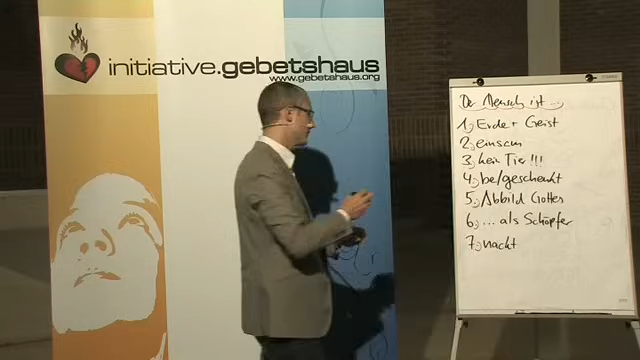 initiative.gebetshaus
www.gebetshaus.org
Der Mensch ist...
1.) Erde + Geist
2.) einsam
3.) kein Tier!!!
4.) be/geschenkt
5.) Abbild Gottes
6.) ... als Schöpfer
7.) nackt